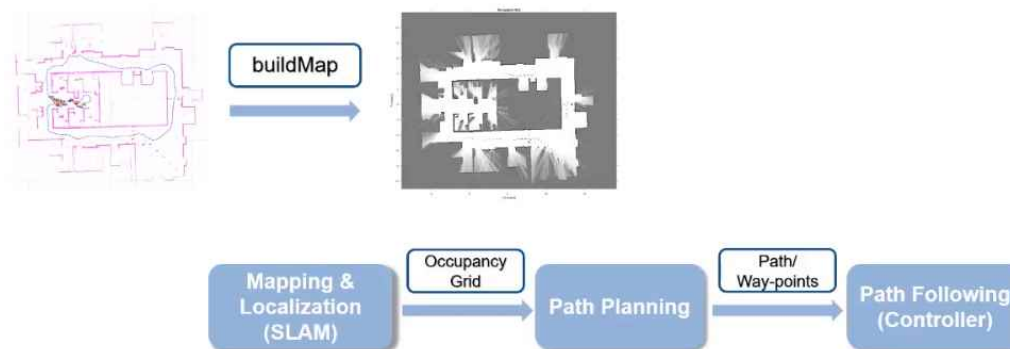 buildMap
Occupancy
Grid
Path/
Way-points
Mapping &
Localization
(SLAM)
Path Planning
Path Following
(Controller)